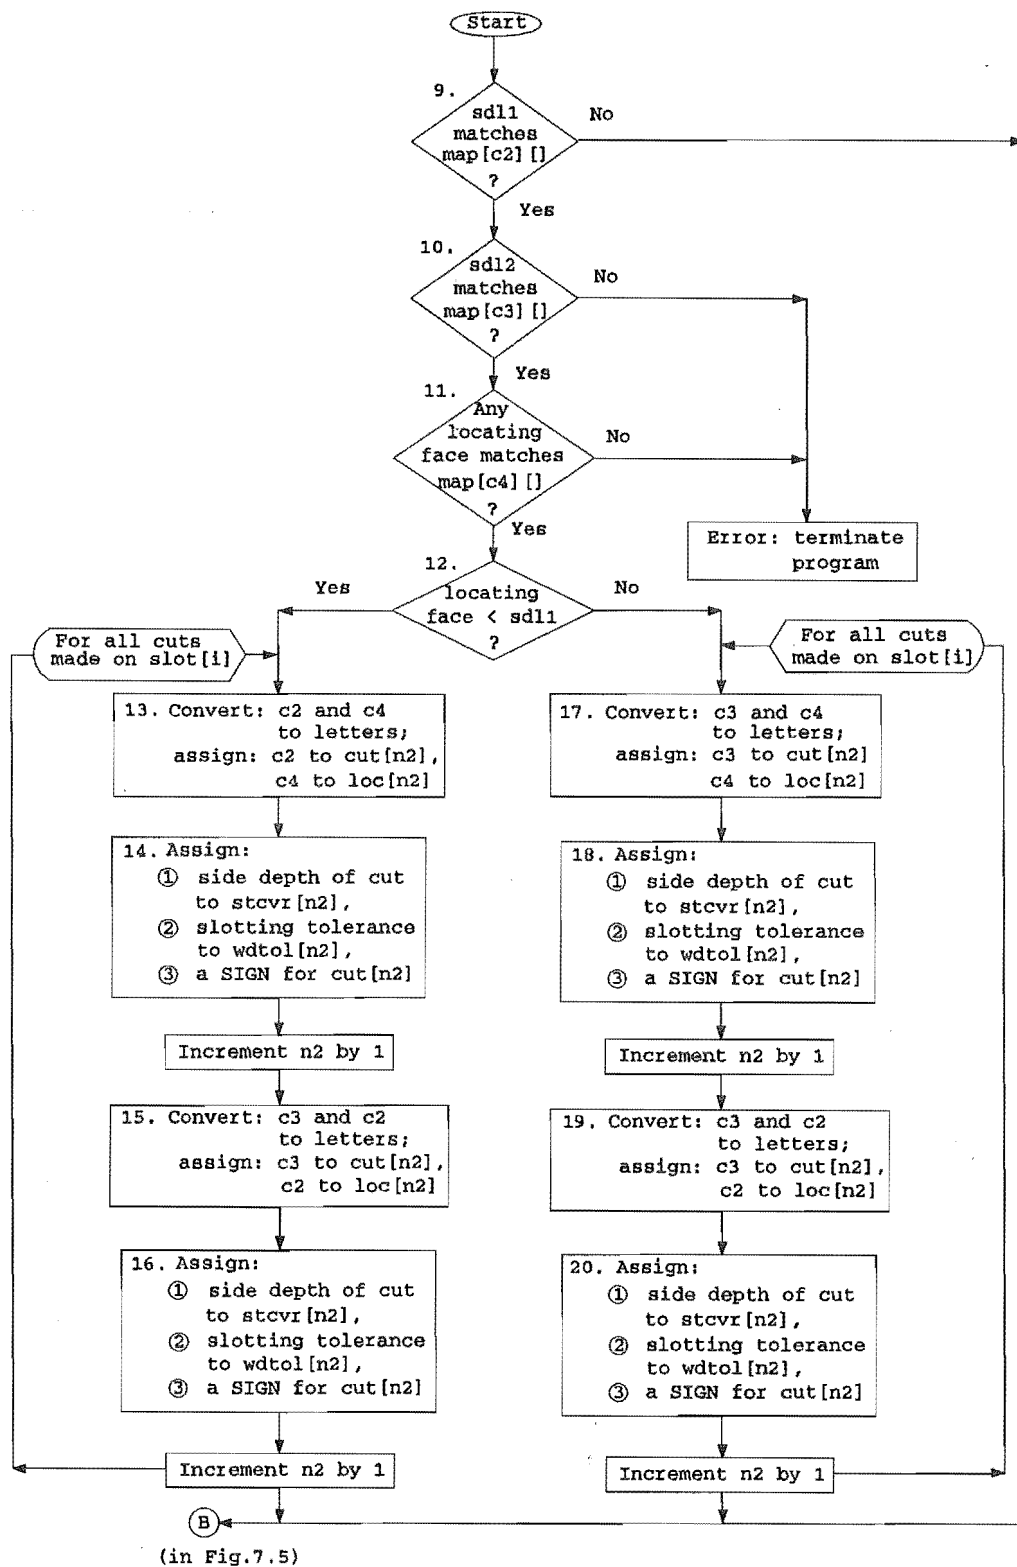 Start
9.
sdl1
matches
map[c2][]
?
No
Yes
10.
sdl2
matches
map[c3][]
?
No
Yes
11.
Any
locating
face matches
map[c4][]
?
No
Yes
Error: terminate
program
12.
locating
face < sdl1
?
Yes
No
For all cuts
made on slot[i]
For all cuts
made on slot[i]
13. Convert: c2 and c4
to letters;
assign: c2 to cut[n2],
c4 to loc[n2]
17. Convert: c3 and c4
to letters;
assign: c3 to cut[n2]
c4 to loc[n2]
14. Assign:
① side depth of cut
to stcvr[n2],
② slotting tolerance
to wdtol[n2],
③ a SIGN for cut[n2]
18. Assign:
① side depth of cut
to stcvr[n2],
② slotting tolerance
to wdtol[n2],
③ a SIGN for cut[n2]
Increment n2 by 1
Increment n2 by 1
15. Convert: c3 and c2
to letters;
assign: c3 to cut[n2],
c2 to loc[n2]
19. Convert: c3 and c2
to letters;
assign: c3 to cut[n2],
c2 to loc[n2]
16. Assign:
① side depth of cut
to stcvr[n2],
② slotting tolerance
to wdtol[n2],
③ a SIGN for cut[n2]
20. Assign:
① side depth of cut
to stcvr[n2],
② slotting tolerance
to wdtol[n2],
③ a SIGN for cut[n2]
Increment n2 by 1
Increment n2 by 1
B
(in Fig.7.5)